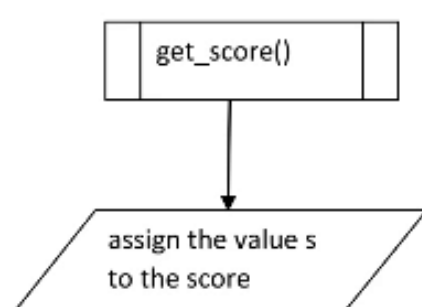 get_score()
assign the value s
to the score